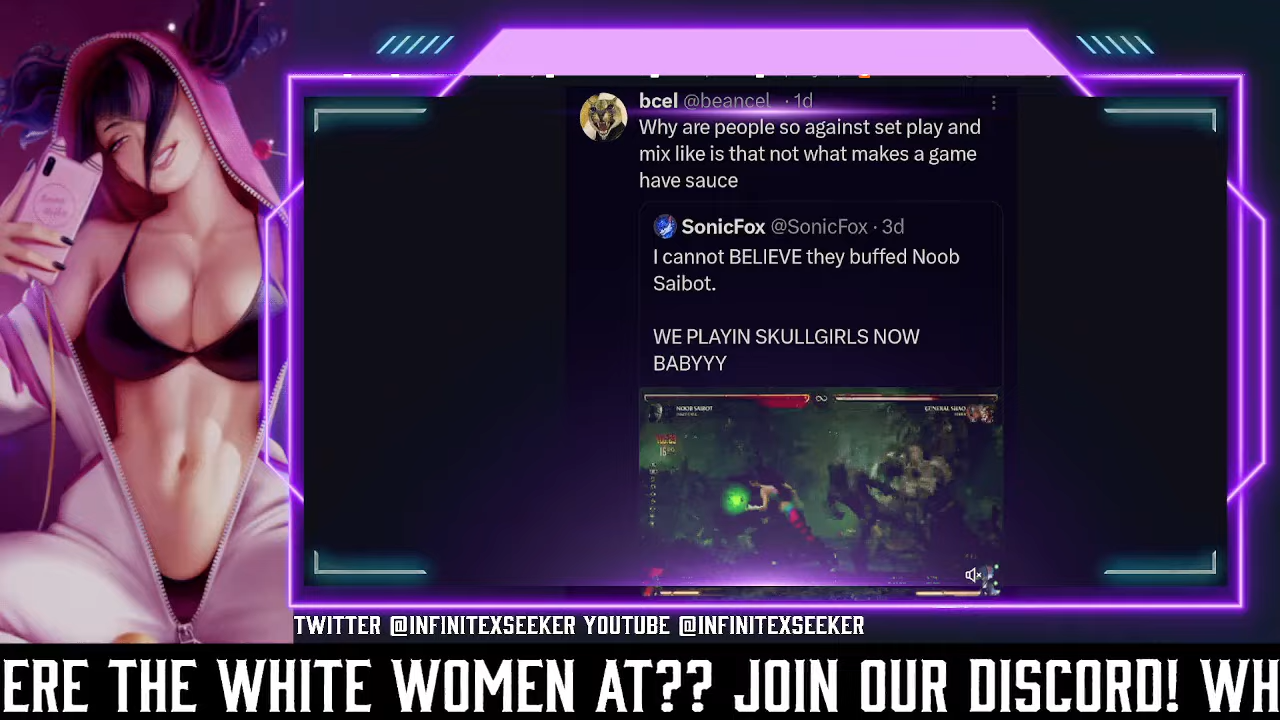 bcel @beancel · 1d
Why are people so against set play and
mix like is that not what makes a game
have sauce
SonicFox @SonicFox · 3d
I cannot BELIEVE they buffed Noob
Saibot.
WE PLAYIN SKULLGIRLS NOW
BABYYY
NOOB SAIBOT
GENERAL SHAO
TWITTER @INFINITEXSEEKER YOUTUBE @INFINITEXSEEKER
ERE THE WHITE WOMEN AT?? JOIN OUR DISCORD! WH